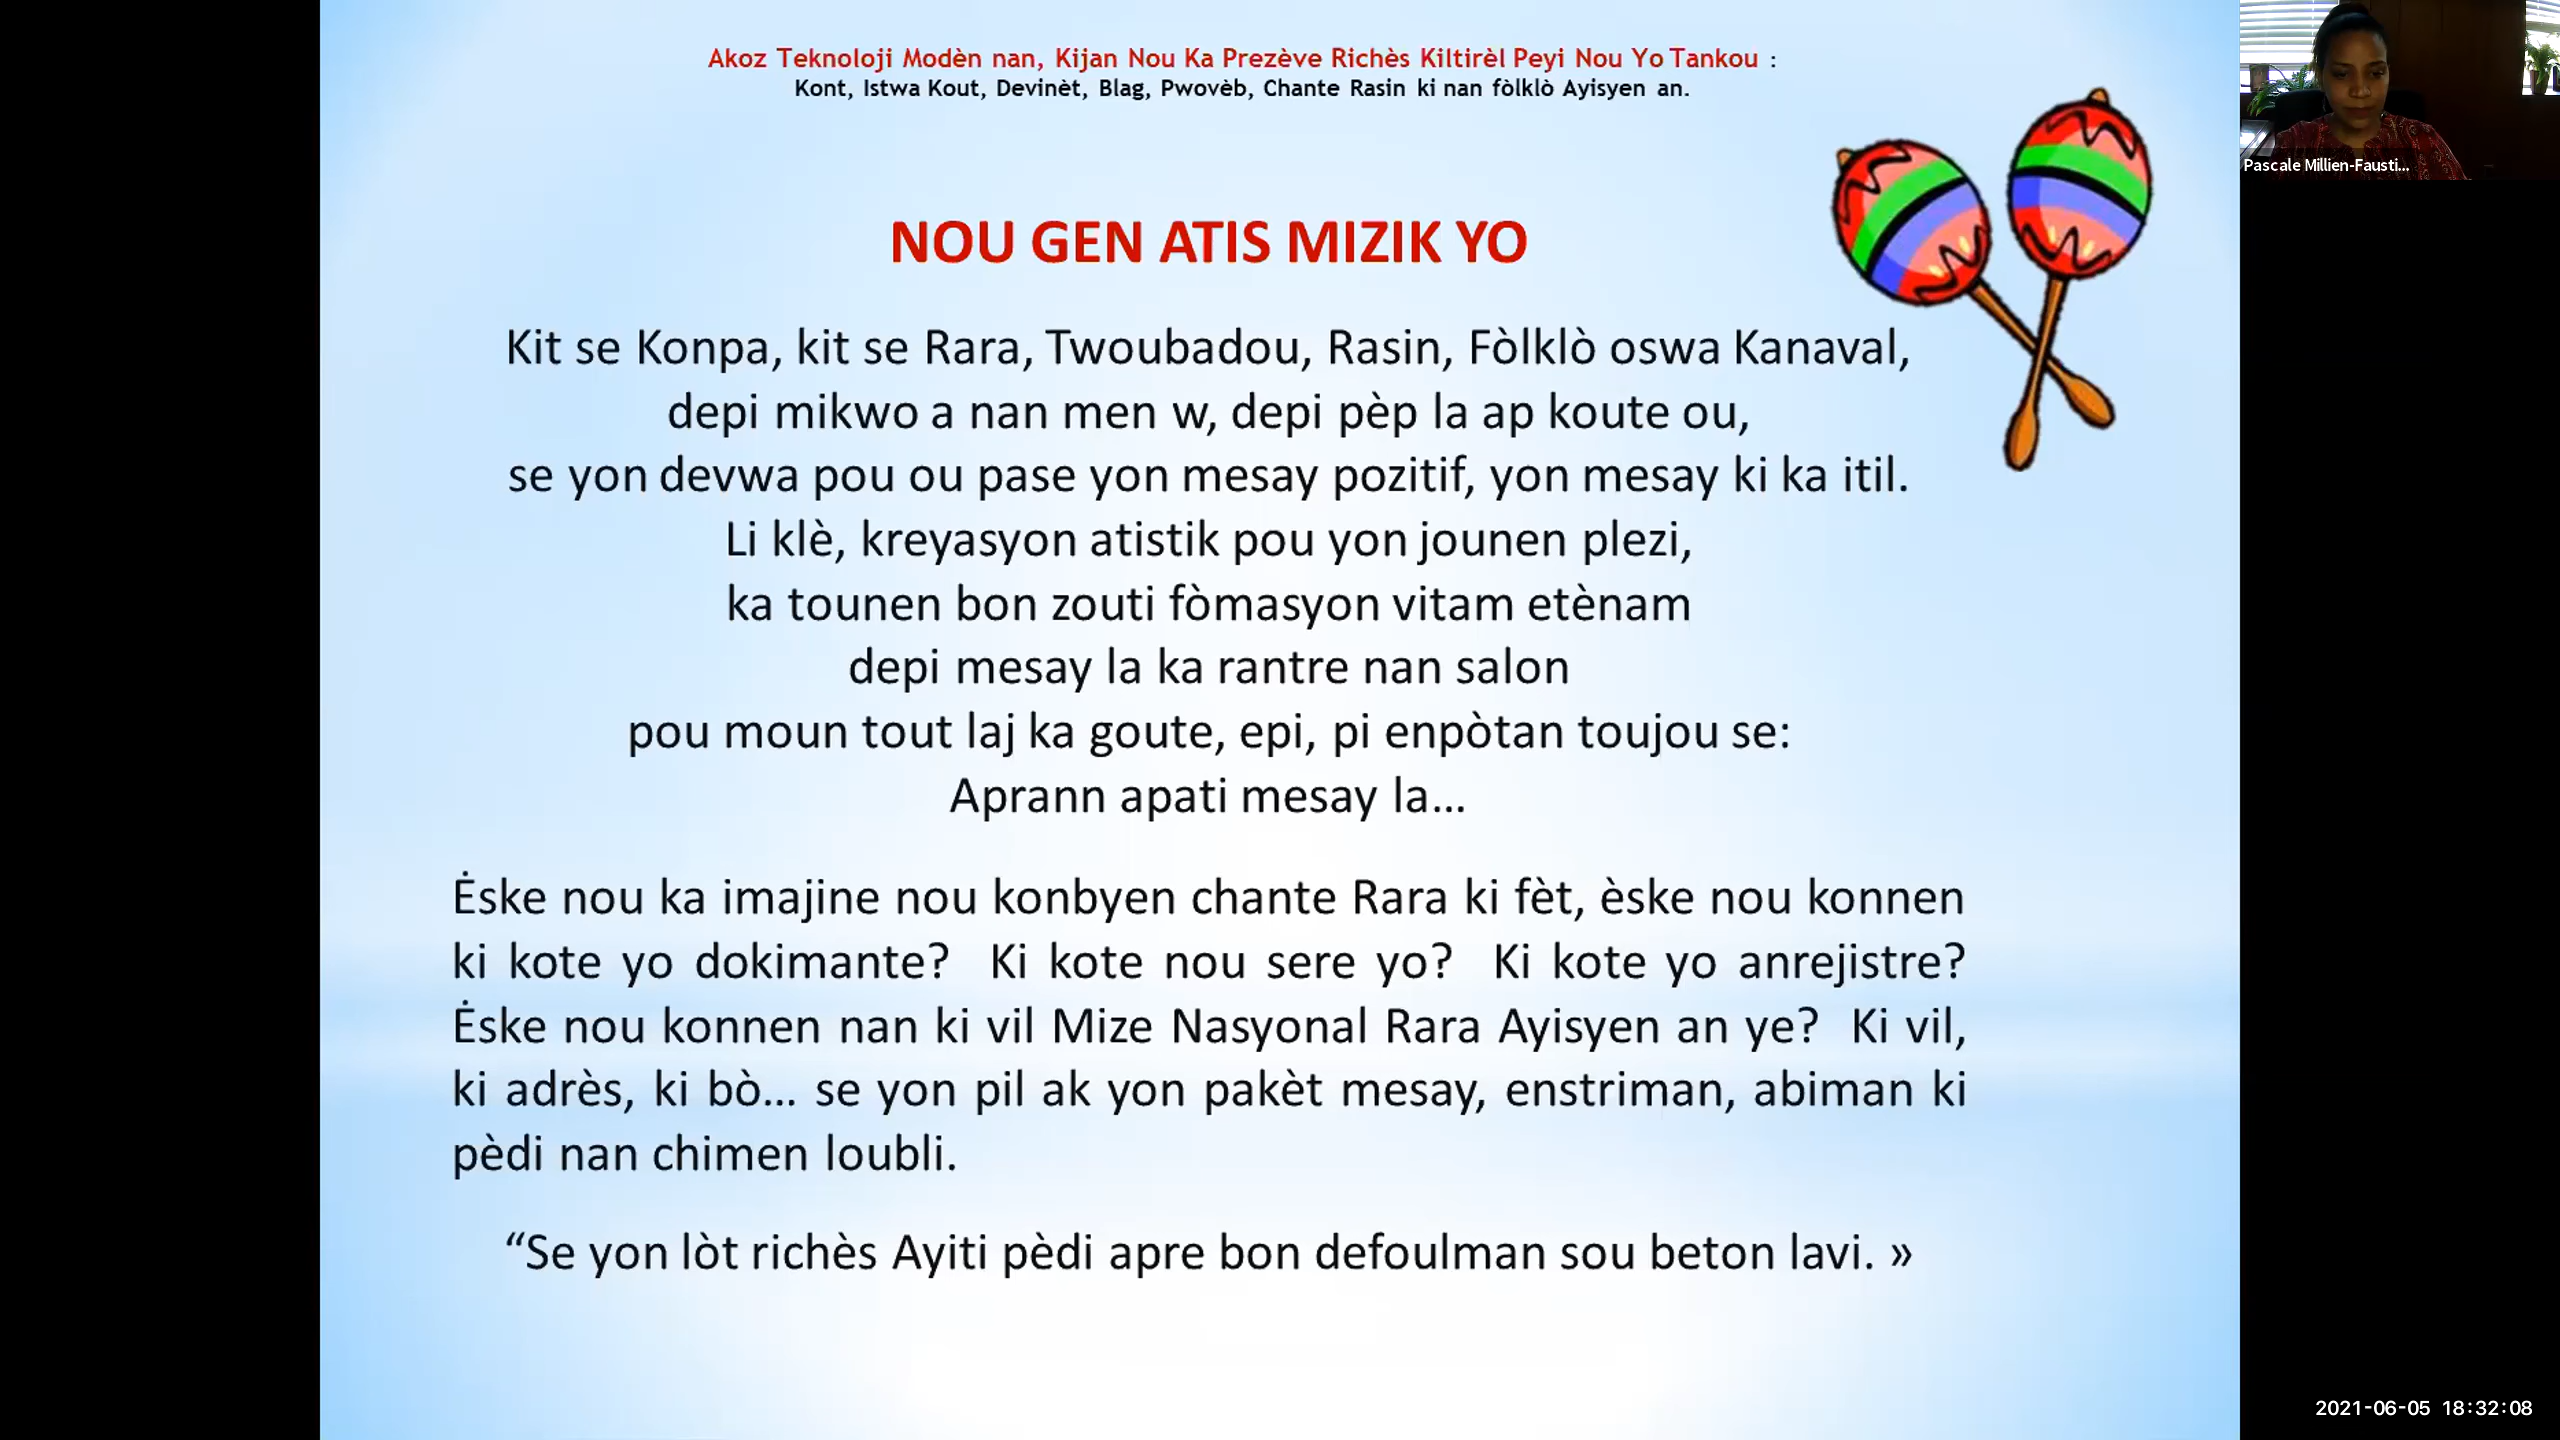 Akoz Teknoloji Modèn nan, Kijan Nou Ka Prezève Richès Kiltirèl Peyi Nou Yo Tankou :
Kont, Istwa Kout, Devinèt, Blag, Pwovèb, Chante Rasin ki nan fòlklò Ayisyen an.
Pascale Millien-Fausti...
NOU GEN ATIS MIZIK YO
Kit se Konpa, kit se Rara, Twoubadou, Rasin, Fòlklò oswa Kanaval,
depi mikwo a nan men w, depi pèp la ap koute ou,
se yon devwa pou ou pase yon mesay pozitif, yon mesay ki ka itil.
Li klè, kreyasyon atistik pou yon jounen plezi,
ka tounen bon zouti fòmasyon vitam etènam
depi mesay la ka rantre nan salon
pou moun tout laj ka goute, epi, pi enpòtan toujou se:
Aprann apati mesay la…
Ėske nou ka imajine nou konbyen chante Rara ki fèt, èske nou konnen
ki kote yo dokimante? Ki kote nou sere yo? Ki kote yo anrejistre?
Ėske nou konnen nan ki vil Mize Nasyonal Rara Ayisyen an ye? Ki vil,
ki adrès, ki bò… se yon pil ak yon pakèt mesay, enstriman, abiman ki
pèdi nan chimen loubli.
“Se yon lòt richès Ayiti pèdi apre bon defoulman sou beton lavi. »
2021-06-05 18:32:08